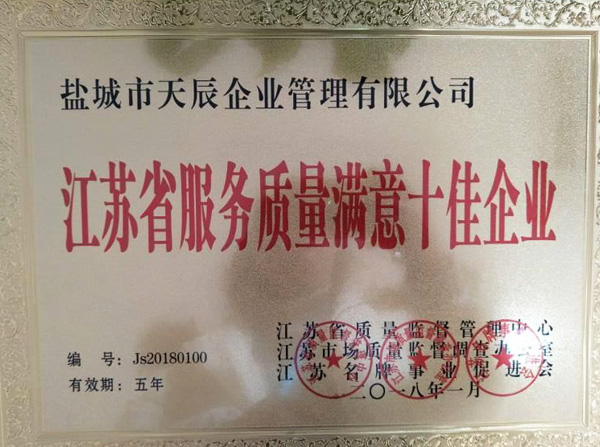 盐城市天辰企业管理有限公司
江苏省服务质量满意十佳企业
编 号: Js20180100
有效期: 五年
江苏省质量监督管理中心
江苏市场质量监督调查办公室
江苏名牌事业促进会
二〇一八年一月